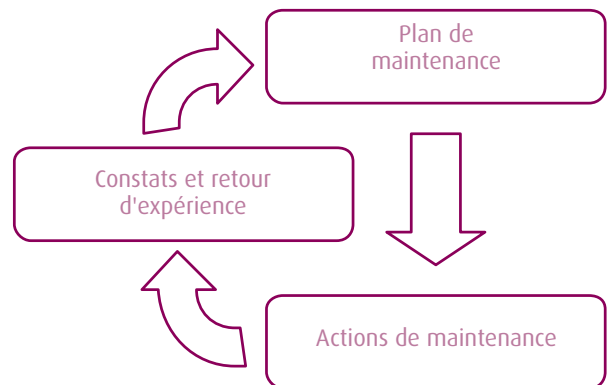 Plan de
maintenance
Constats et retour
d'expérience
Actions de maintenance